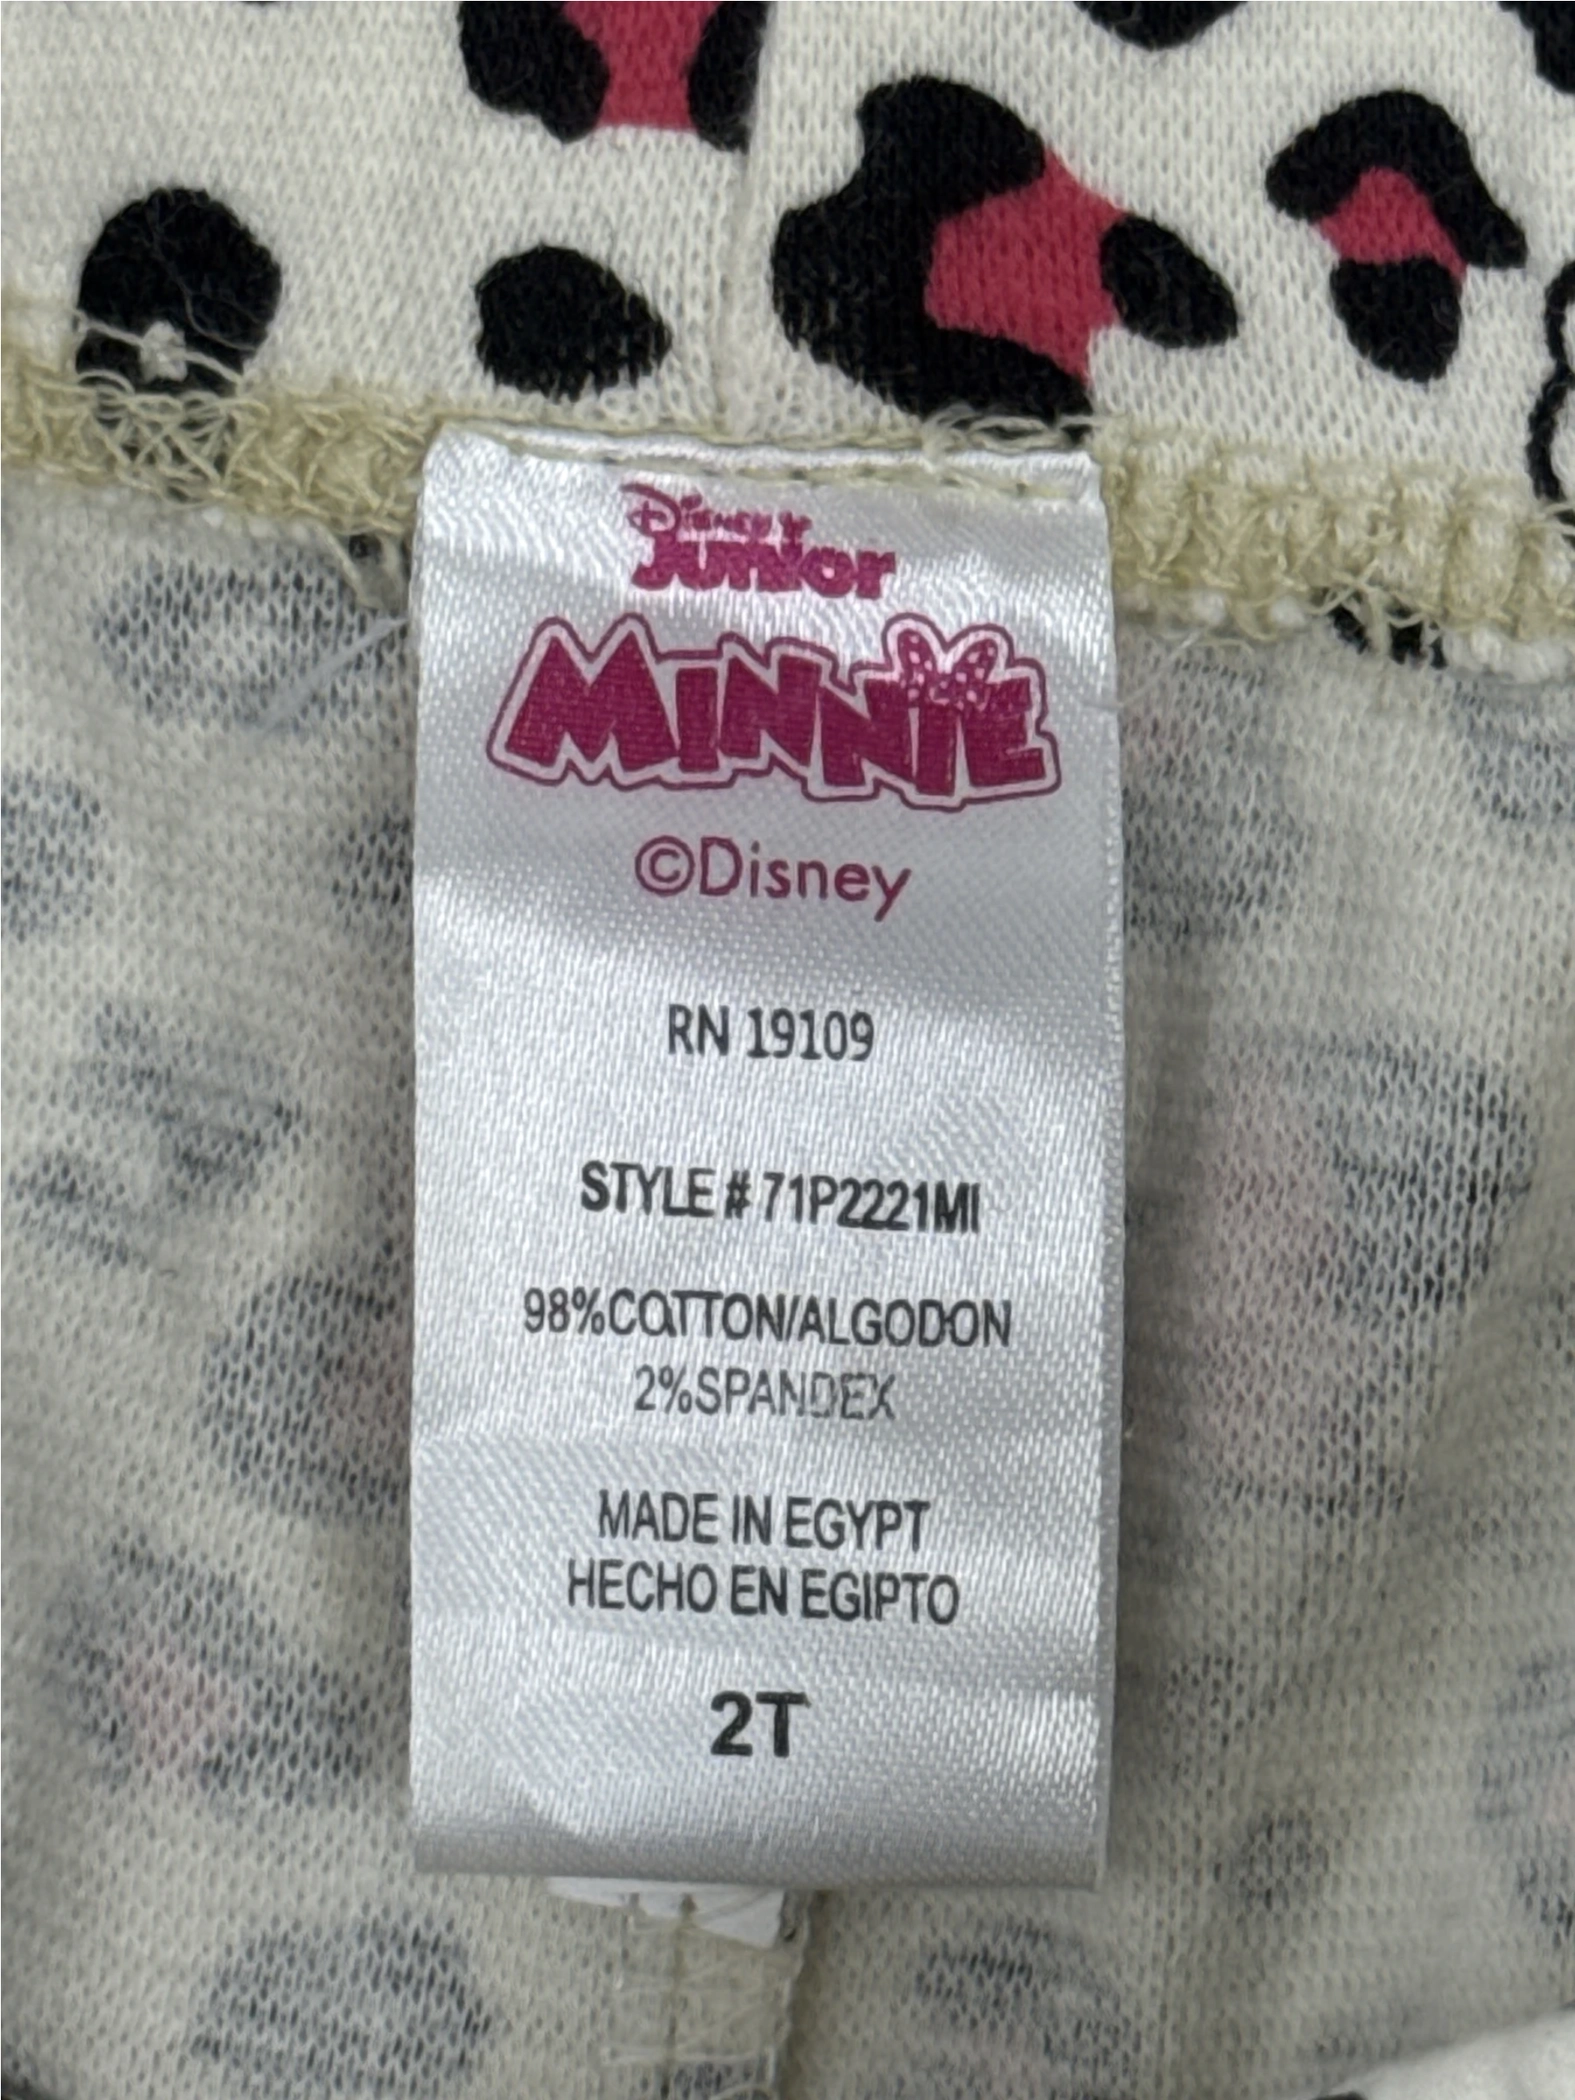 Disney Jr
Junior
MINNIE
©Disney
RN 19109
STYLE # 71P2221MI
98%COTTON/ALGODON
2%SPANDEX
MADE IN EGYPT
HECHO EN EGIPTO
2T